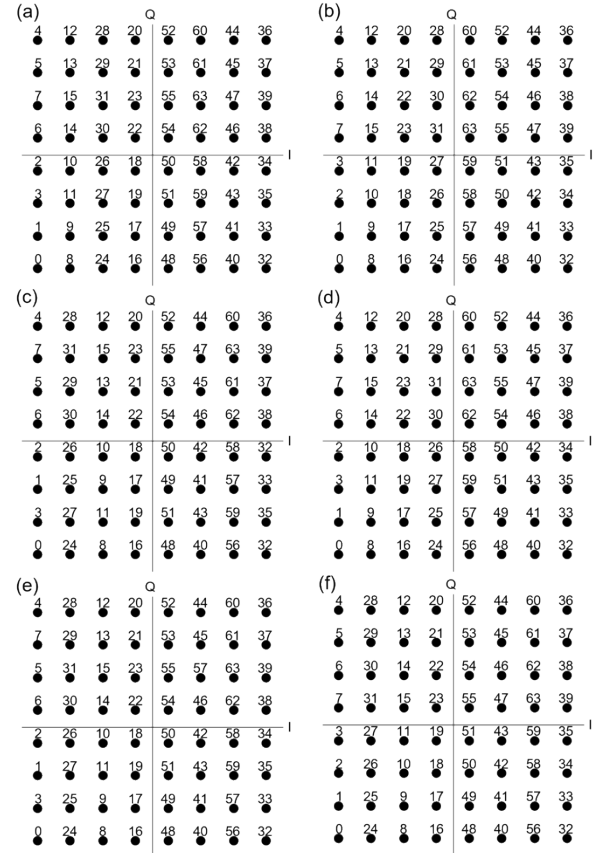 (a)
Q
4 12 28 20 52 60 44 36
5 13 29 21 53 61 45 37
7 15 31 23 55 63 47 39
6 14 30 22 54 62 46 38
I
2 10 26 18 50 58 42 34
3 11 27 19 51 59 43 35
1 9 25 17 49 57 41 33
0 8 24 16 48 56 40 32
(b)
Q
4 12 20 28 60 52 44 36
5 13 21 29 61 53 45 37
6 14 22 30 62 54 46 38
7 15 23 31 63 55 47 39
I
3 11 19 27 59 51 43 35
2 10 18 26 58 50 42 34
1 9 17 25 57 49 41 33
0 8 16 24 56 48 40 32
(c)
Q
4 28 12 20 52 44 60 36
7 31 15 23 55 47 63 39
5 29 13 21 53 45 61 37
6 30 14 22 54 46 62 38
I
2 26 10 18 50 42 58 32
1 25 9 17 49 41 57 33
3 27 11 19 51 43 59 35
0 24 8 16 48 40 56 32
(d)
Q
4 12 20 28 60 52 44 36
5 13 21 29 61 53 45 37
7 15 23 31 63 55 47 39
6 14 22 30 62 54 46 38
I
2 10 18 26 58 50 42 34
3 11 19 27 59 51 43 35
1 9 17 25 57 49 41 33
0 8 16 24 56 48 40 32
(e)
Q
4 28 12 20 52 44 60 36
7 29 13 21 53 45 61 37
5 31 15 23 55 57 63 39
6 30 14 22 54 46 62 38
I
2 26 10 18 50 42 58 34
1 27 11 19 51 43 59 35
3 25 9 17 49 41 57 33
0 24 8 16 48 40 56 32
(f)
Q
4 28 12 20 52 44 60 36
5 29 13 21 53 45 61 37
6 30 14 22 54 46 62 38
7 31 15 23 55 47 63 39
I
3 27 11 19 51 43 59 35
2 26 10 18 50 42 58 34
1 25 9 17 49 41 57 33
0 24 8 16 48 40 56 32